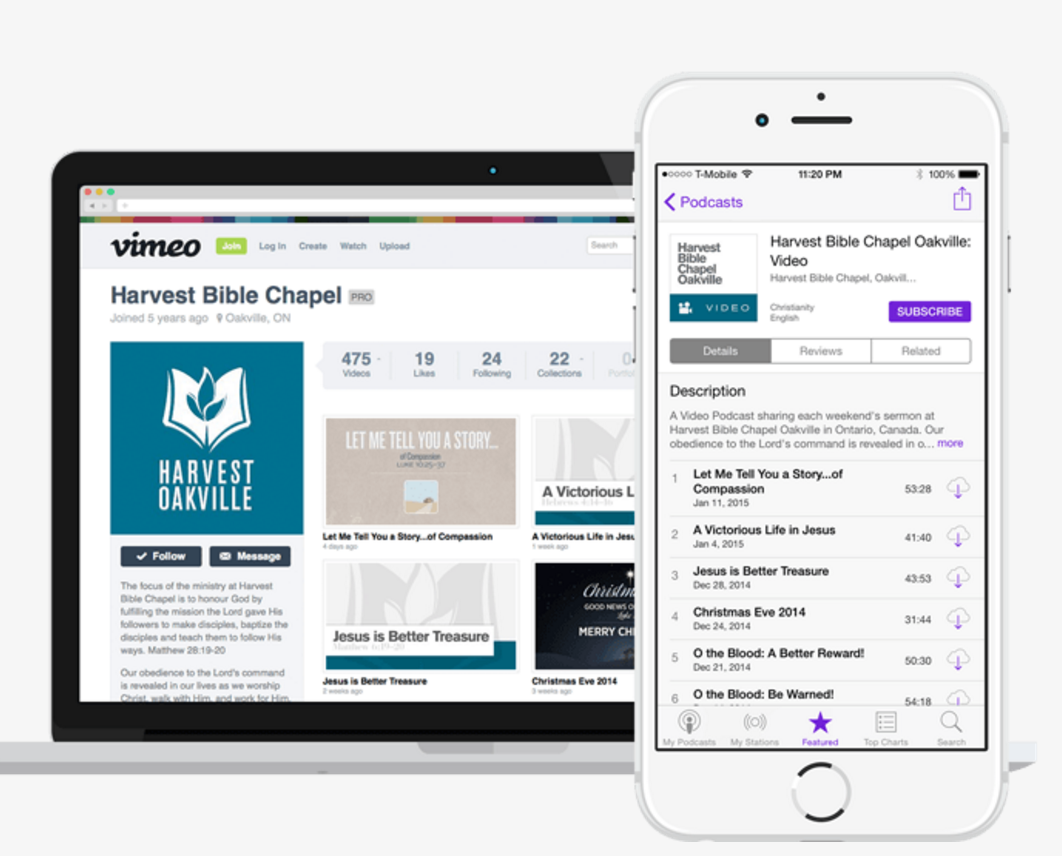 vimeo
Join Log In Create Watch Upload
Search
Harvest Bible Chapel PRO
Joined 5 years ago Oakville, ON
HARVEST
OAKVILLE
475 19 24 22
Videos Likes Following Collections
LET ME TELL YOU A STORY...
of Compassion
LUKE 10:25-37
A Victorious L
Hebrews 4:14-16
Let Me Tell You a Story...of Compassion
4 days ago
A Victorious Life in Jesu
1 week ago
Jesus is Better Treasure
Matthew 6:19-20
Christm
GOOD NEWS O
MERRY CH
Jesus is Better Treasure
2 weeks ago
Christmas Eve 2014
3 weeks ago
Follow Message
The focus of the ministry at Harvest
Bible Chapel is to honour God by
fulfilling the mission the Lord gave His
followers to make disciples, baptize the
disciples and teach them to follow His
ways. Matthew 28:19-20
Our obedience to the Lord's command
is revealed in our lives as we worship
Christ, walk with Him, and work for Him.
T-Mobile 11:20 PM 100%
Podcasts
Harvest
Bible
Chapel
Oakville
VIDEO
Harvest Bible Chapel Oakville:
Video
Harvest Bible Chapel, Oakvill...
Christianity
English
SUBSCRIBE
Details Reviews Related
Description
A Video Podcast sharing each weekend's sermon at
Harvest Bible Chapel Oakville in Ontario, Canada. Our
obedience to the Lord's command is revealed in o... more
1 Let Me Tell You a Story...of
Compassion 53:28
Jan 11, 2015
2 A Victorious Life in Jesus 41:40
Jan 4, 2015
3 Jesus is Better Treasure 43:53
Dec 28, 2014
4 Christmas Eve 2014 31:44
Dec 24, 2014
5 O the Blood: A Better Reward! 50:30
Dec 21, 2014
6 O the Blood: Be Warned! 54:18
My Podcasts My Stations Featured Top Charts Search